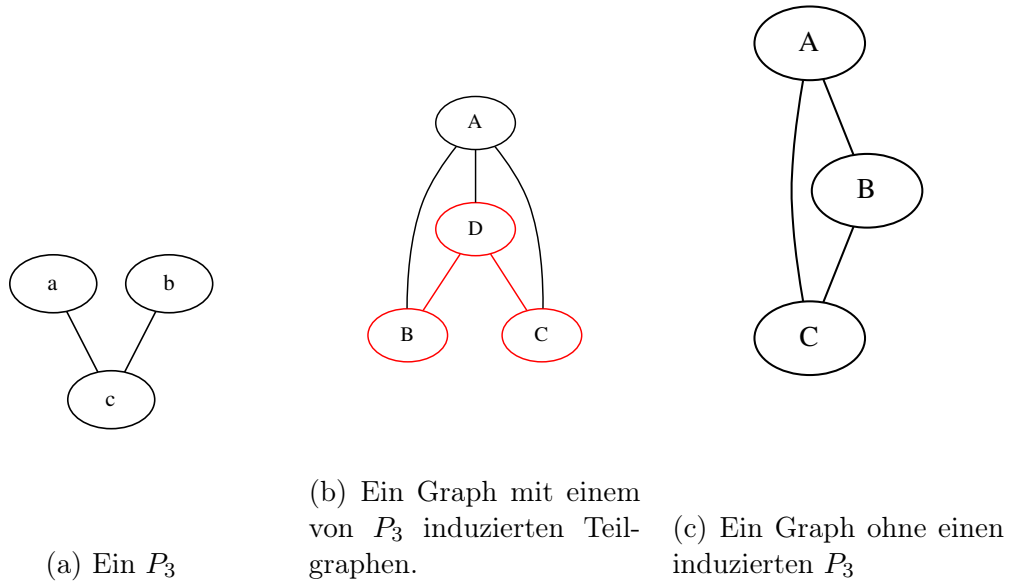 a
b
c
(a) Ein P₃
A
D
B
C
(b) Ein Graph mit einem
von P₃ induzierten Teil-
graphen.
A
B
C
(c) Ein Graph ohne einen
induzierten P₃